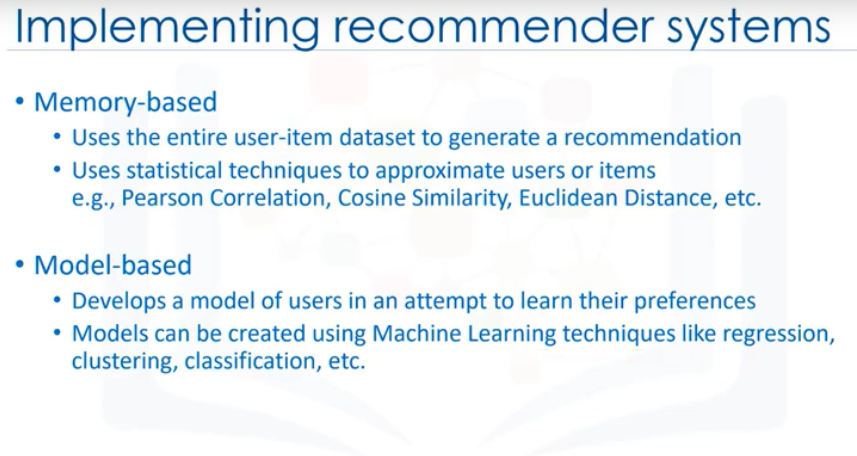 Implementing recommender systems
• Memory-based
• Uses the entire user-item dataset to generate a recommendation
• Uses statistical techniques to approximate users or items
e.g., Pearson Correlation, Cosine Similarity, Euclidean Distance, etc.
• Model-based
• Develops a model of users in an attempt to learn their preferences
• Models can be created using Machine Learning techniques like regression,
clustering, classification, etc.